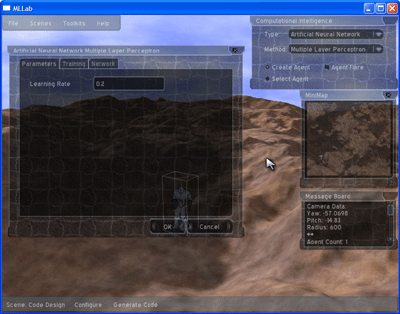 MLLab
File Scenes Toolkits Help
Computational Intelligence
Type: Artificial Neural Network
Method: Multiple Layer Perceptron
Create Agent Agent Fiere
Select Agent
Artificial Neural Network Multiple Layer Perceptron
Parameters Training Network
Learning Rate 0.2
OK Cancel
MiniMap
Message Board
Camera Data:
Yaw: -57.0698
Pitch: -14.83
Radius: 600
Agent Count: 1
Scene: Code Design Configure Generate Code